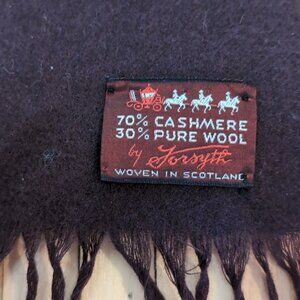 70% CASHMERE
30% PURE WOOL
by Forsyth
WOVEN IN SCOTLAND